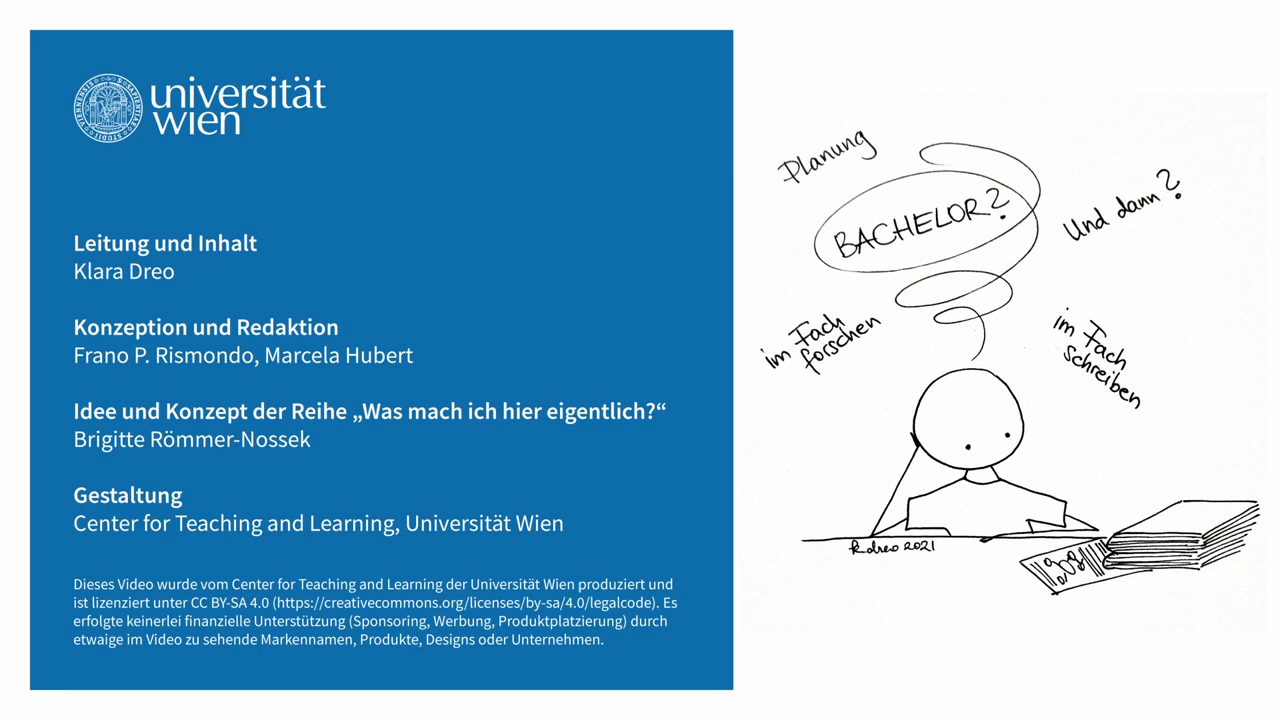 universität
wien
Leitung und Inhalt
Klara Dreo
Konzeption und Redaktion
Frano P. Rismondo, Marcela Hubert
Idee und Konzept der Reihe „Was mach ich hier eigentlich?“
Brigitte Römmer-Nossek
Gestaltung
Center for Teaching and Learning, Universität Wien
Dieses Video wurde vom Center for Teaching and Learning der Universität Wien produziert und
ist lizenziert unter CC BY-SA 4.0 (https://creativecommons.org/licenses/by-sa/4.0/legalcode). Es
erfolgte keinerlei finanzielle Unterstützung (Sponsoring, Werbung, Produktplatzierung) durch
etwaige im Video zu sehende Markennamen, Produkte, Designs oder Unternehmen.
Planung
BACHELOR?
Und dann?
im Fach
forschen
im Fach
schreiben
k. dreo 2021